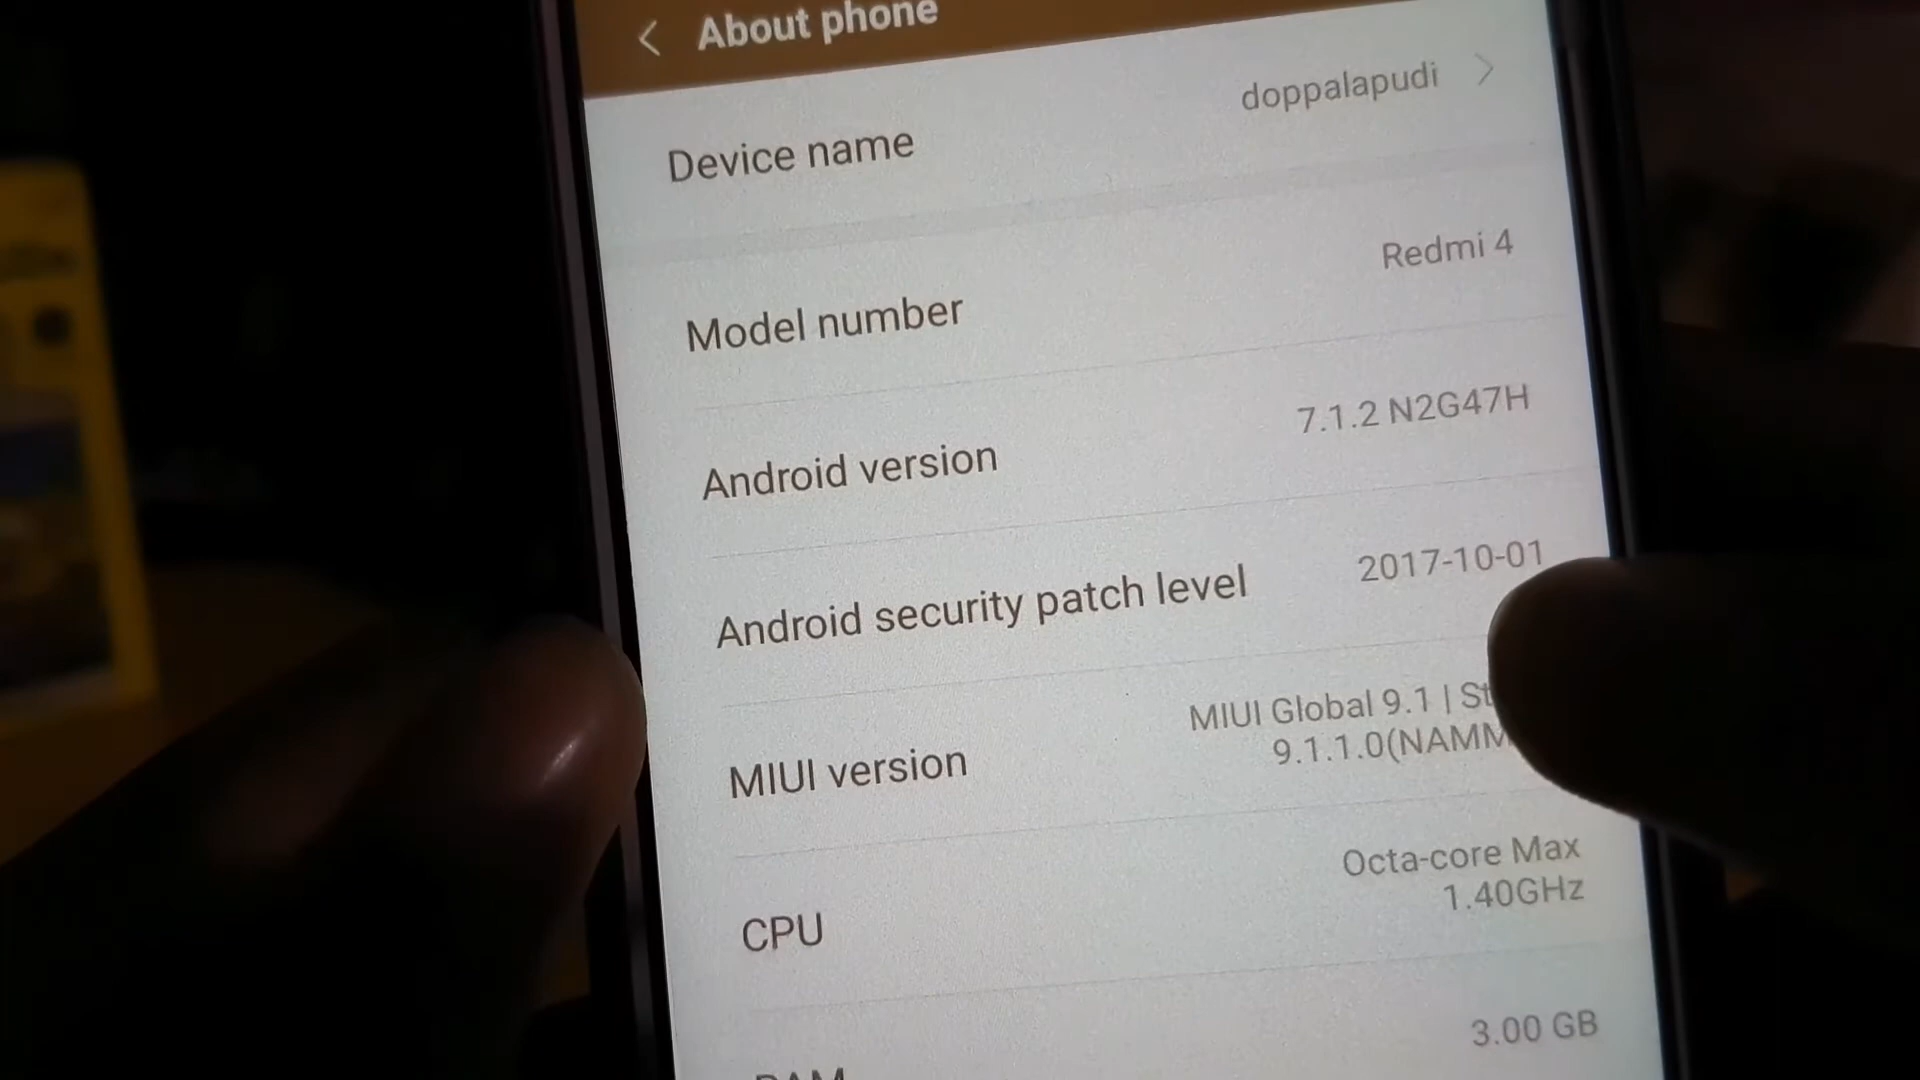 About phone
Device name
doppalapudi
Model number
Redmi 4
Android version
7.1.2 N2G47H
Android security patch level
2017-10-01
MIUI version
MIUI Global 9.1 |
9.1.1.0(NAMM
CPU
Octa-core Max
1.40GHz
RAM
3.00 GB